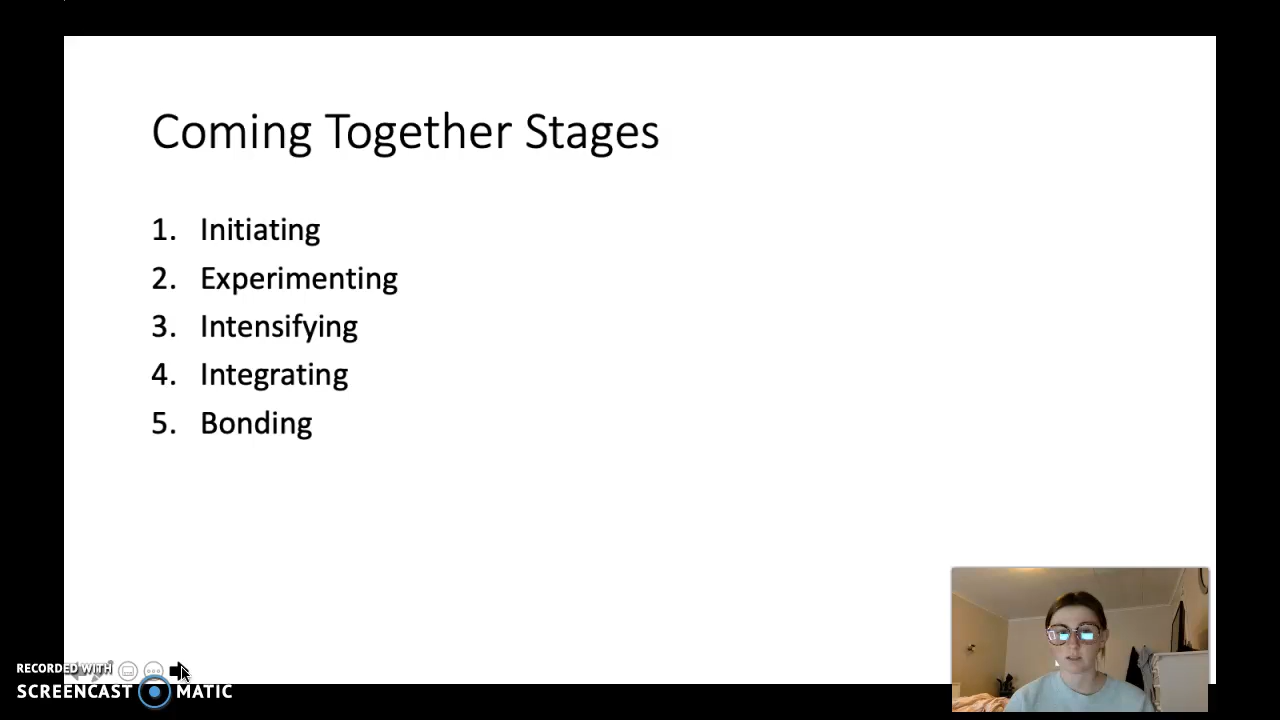 Coming Together Stages
1. Initiating
2. Experimenting
3. Intensifying
4. Integrating
5. Bonding
RECORDED WITH
SCREENCAST MATIC